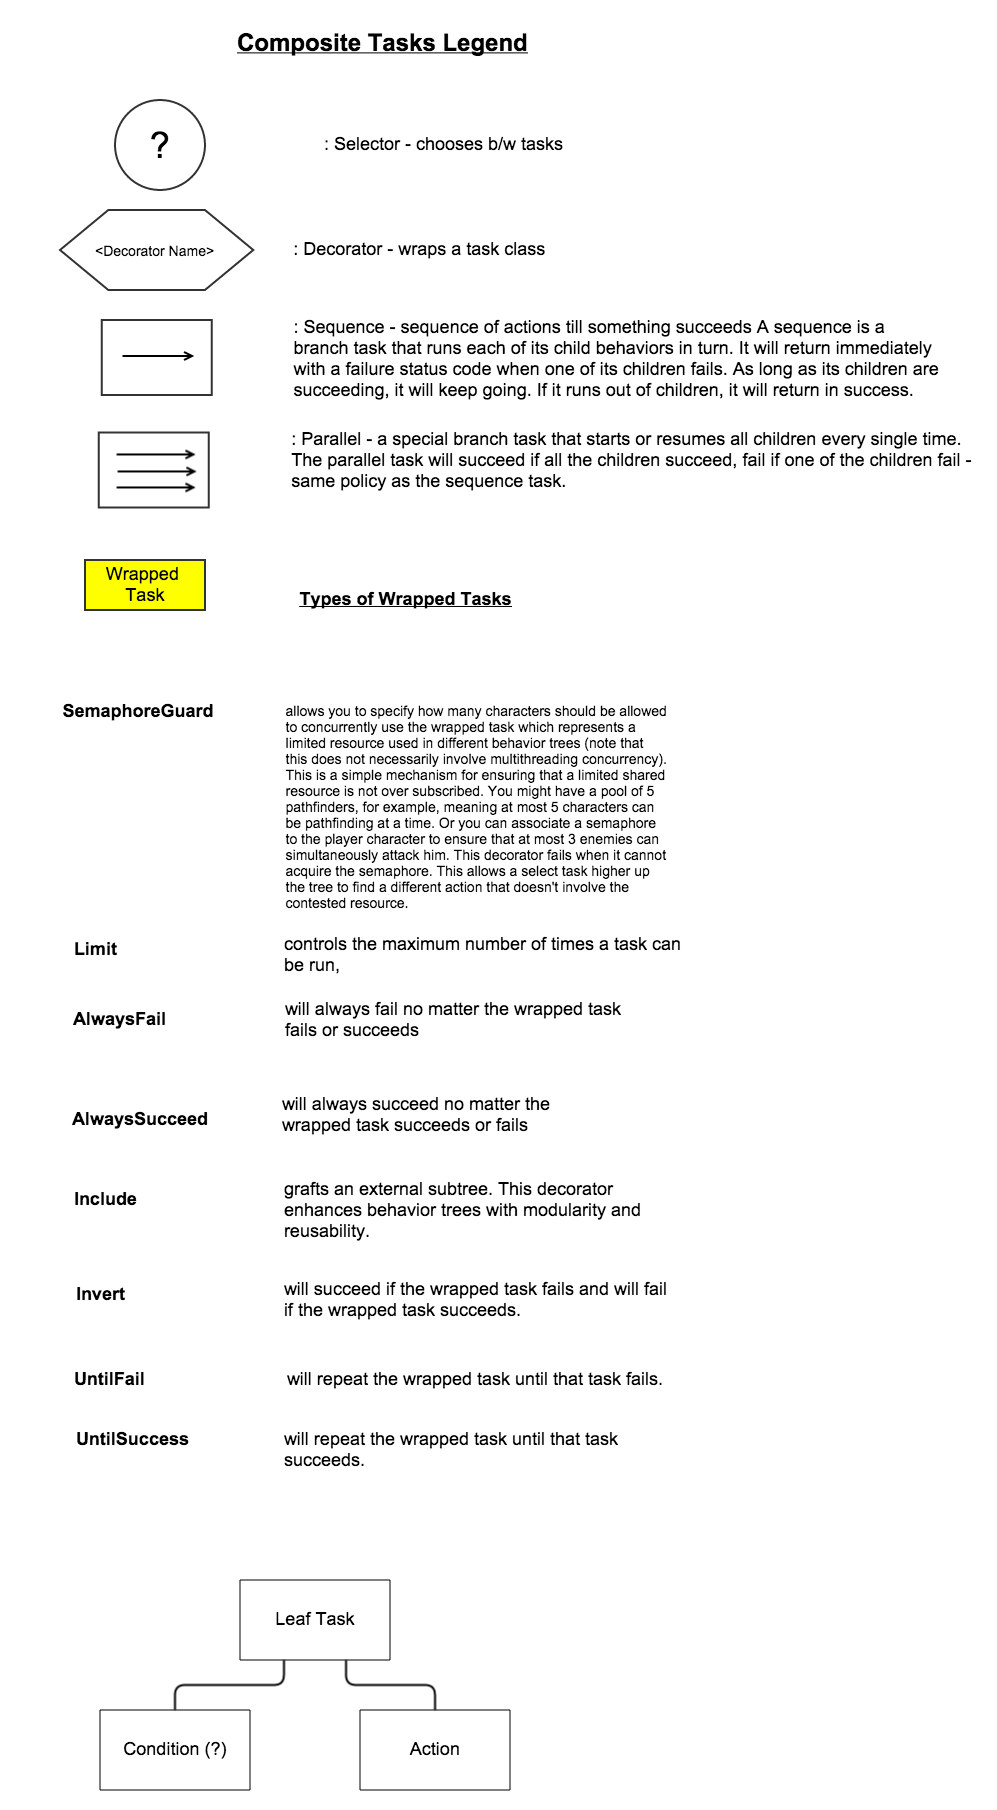 Composite Tasks Legend
?
: Selector - chooses b/w tasks
<Decorator Name>
: Decorator - wraps a task class
: Sequence - sequence of actions till something succeeds A sequence is a
branch task that runs each of its child behaviors in turn. It will return immediately
with a failure status code when one of its children fails. As long as its children are
succeeding, it will keep going. If it runs out of children, it will return in success.
: Parallel - a special branch task that starts or resumes all children every single time.
The parallel task will succeed if all the children succeed, fail if one of the children fail -
same policy as the sequence task.
Wrapped
Task
Types of Wrapped Tasks
SemaphoreGuard
allows you to specify how many characters should be allowed
to concurrently use the wrapped task which represents a
limited resource used in different behavior trees (note that
this does not necessarily involve multithreading concurrency).
This is a simple mechanism for ensuring that a limited shared
resource is not over subscribed. You might have a pool of 5
pathfinders, for example, meaning at most 5 characters can
be pathfinding at a time. Or you can associate a semaphore
to the player character to ensure that at most 3 enemies can
simultaneously attack him. This decorator fails when it cannot
acquire the semaphore. This allows a select task higher up
the tree to find a different action that doesn't involve the
contested resource.
Limit
controls the maximum number of times a task can
be run,
AlwaysFail
will always fail no matter the wrapped task
fails or succeeds
AlwaysSucceed
will always succeed no matter the
wrapped task succeeds or fails
Include
grafts an external subtree. This decorator
enhances behavior trees with modularity and
reusability.
Invert
will succeed if the wrapped task fails and will fail
if the wrapped task succeeds.
UntilFail
will repeat the wrapped task until that task fails.
UntilSuccess
will repeat the wrapped task until that task
succeeds.
Leaf Task
Condition (?)
Action